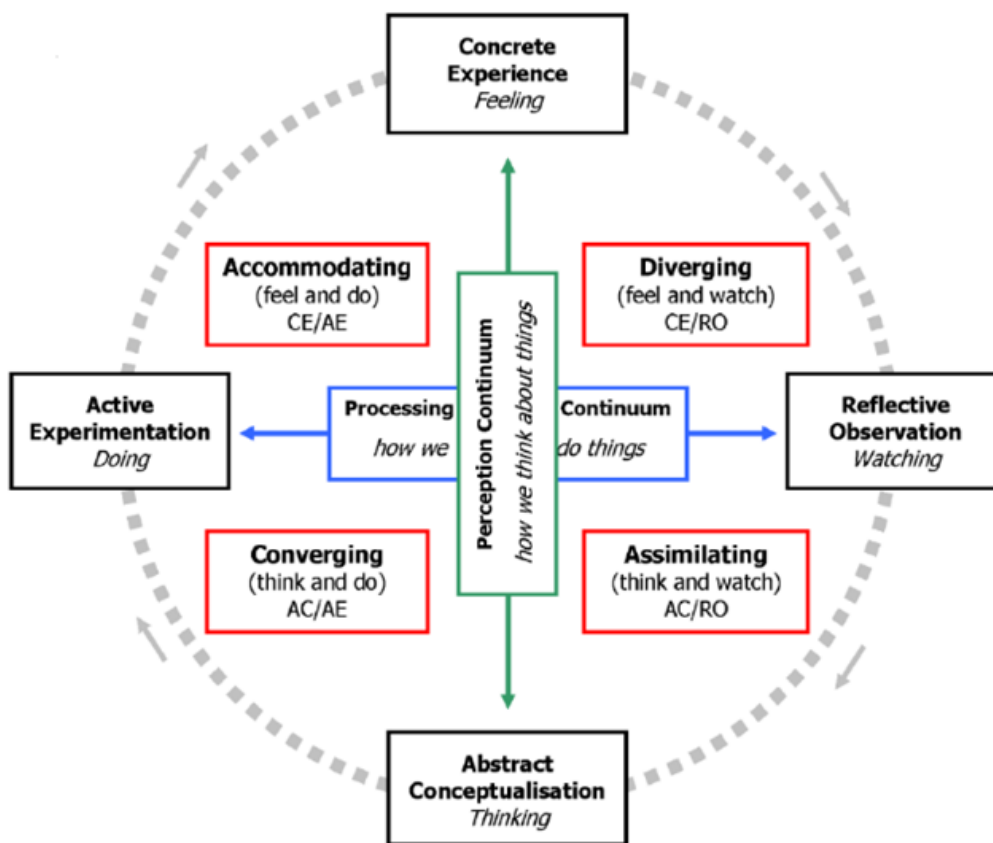 Concrete
Experience
Feeling
Accommodating
(feel and do)
CE/AE
Diverging
(feel and watch)
CE/RO
Active
Experimentation
Doing
Processing Continuum
how we do things
Perception Continuum
how we think about things
Reflective
Observation
Watching
Converging
(think and do)
AC/AE
Assimilating
(think and watch)
AC/RO
Abstract
Conceptualisation
Thinking